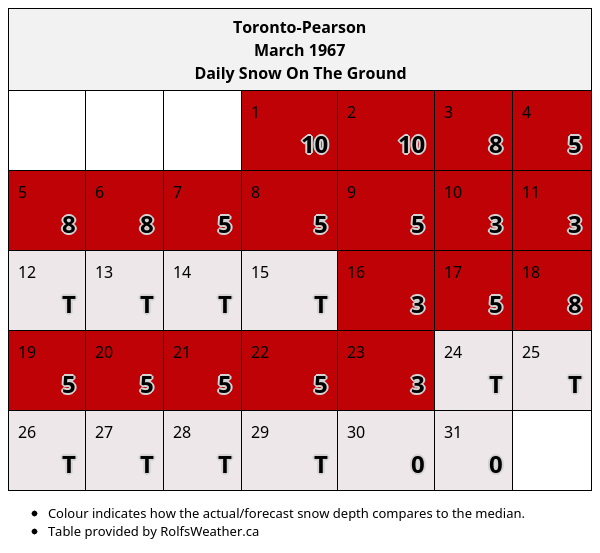 Toronto-Pearson
March 1967
Daily Snow On The Ground
1 2 3 4
10 10 8 5
5 6 7 8 9 10 11
8 8 5 5 5 3 3
12 13 14 15 16 17 18
T T T T 3 5 8
19 20 21 22 23 24 25
5 5 5 5 3 T T
26 27 28 29 30 31
T T T T 0 0
• Colour indicates how the actual/forecast snow depth compares to the median.
• Table provided by RolfsWeather.ca